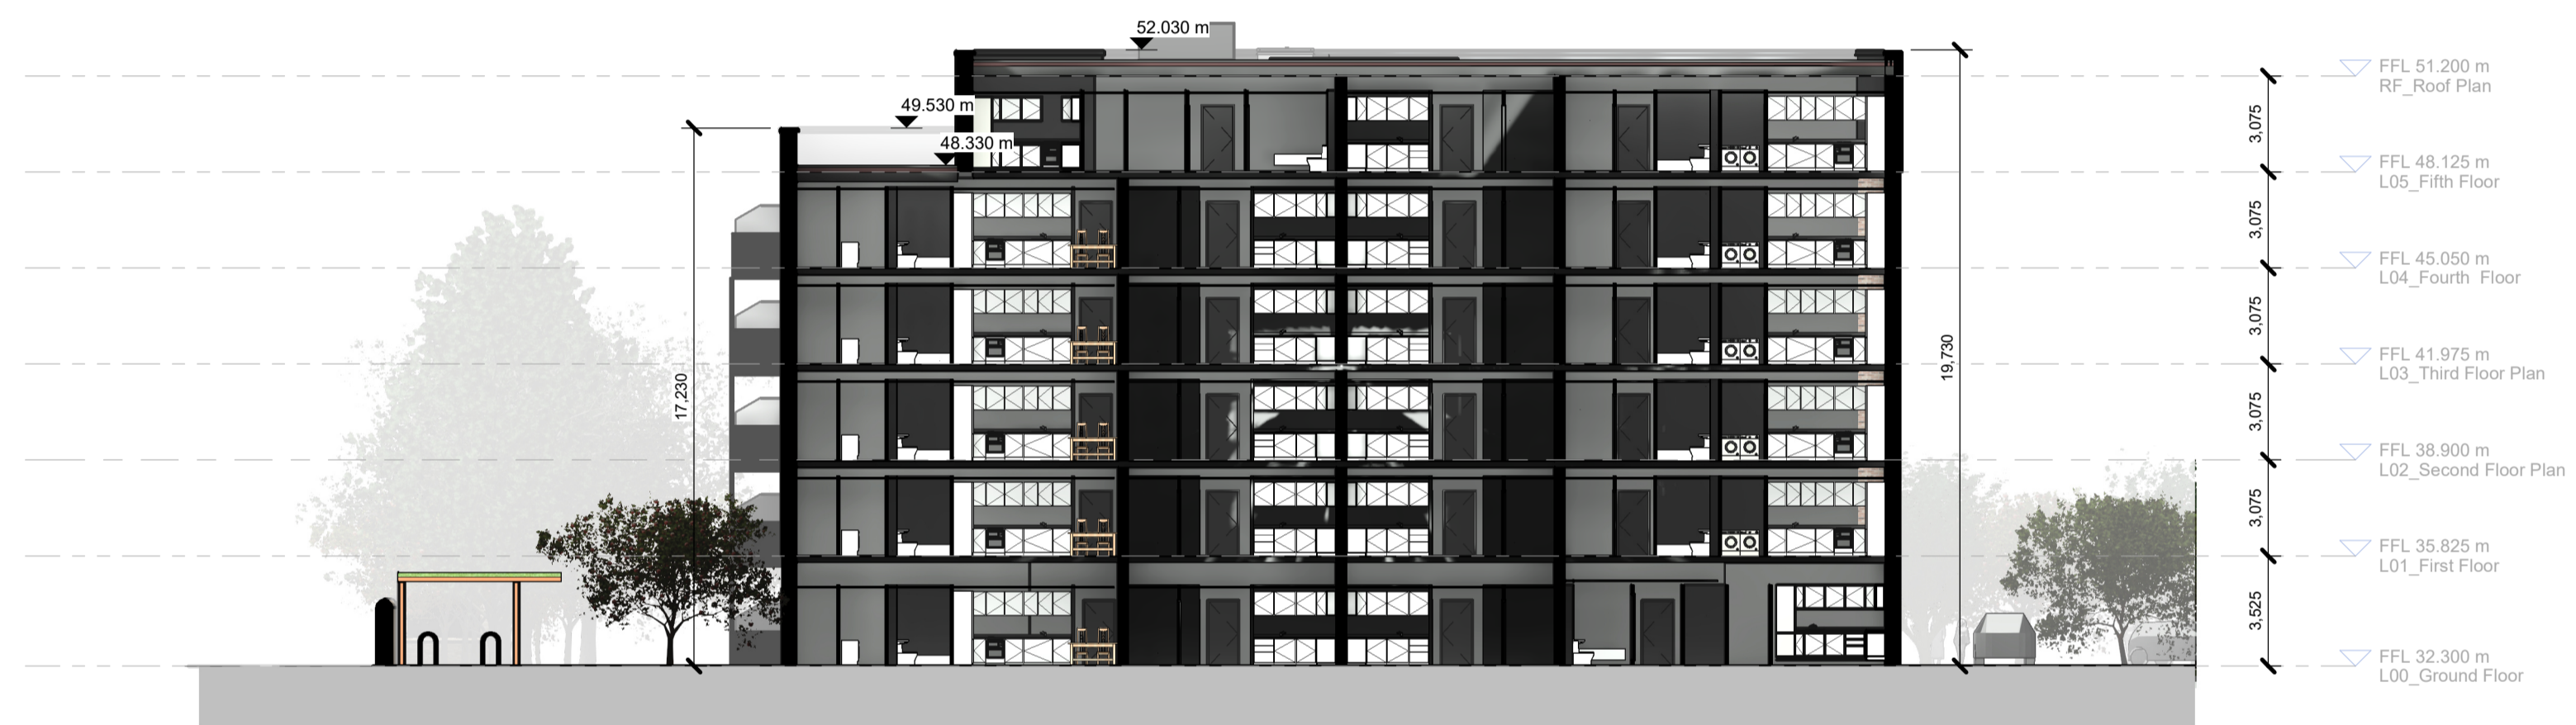 52.030 m
49.530 m
48.330 m
17,230
19,730
FFL 51.200 m
RF_Roof Plan
3,075
FFL 48.125 m
L05_Fifth Floor
3,075
FFL 45.050 m
L04_Fourth  Floor
3,075
FFL 41.975 m
L03_Third Floor Plan
3,075
FFL 38.900 m
L02_Second Floor Plan
3,075
FFL 35.825 m
L01_First Floor
3,525
FFL 32.300 m
L00_Ground Floor